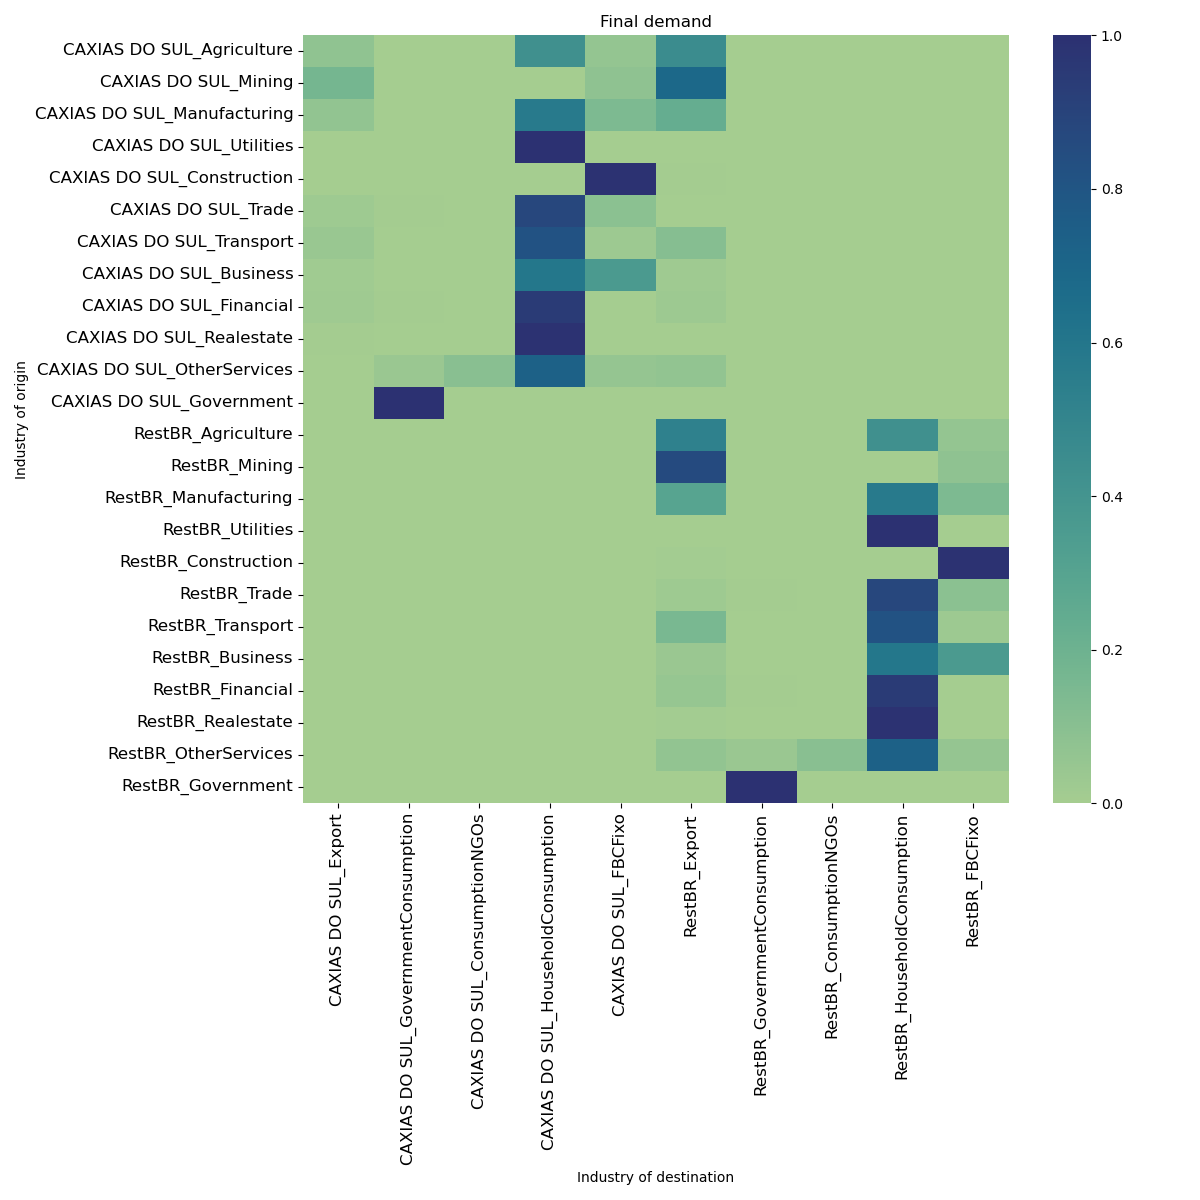 Final demand
CAXIAS DO SUL_Agriculture
CAXIAS DO SUL_Mining
CAXIAS DO SUL_Manufacturing
CAXIAS DO SUL_Utilities
CAXIAS DO SUL_Construction
CAXIAS DO SUL_Trade
CAXIAS DO SUL_Transport
CAXIAS DO SUL_Business
CAXIAS DO SUL_Financial
CAXIAS DO SUL_Realestate
CAXIAS DO SUL_OtherServices
CAXIAS DO SUL_Government
RestBR_Agriculture
RestBR_Mining
RestBR_Manufacturing
RestBR_Utilities
RestBR_Construction
RestBR_Trade
RestBR_Transport
RestBR_Business
RestBR_Financial
RestBR_Realestate
RestBR_OtherServices
RestBR_Government
Industry of origin
CAXIAS DO SUL_Export
CAXIAS DO SUL_GovernmentConsumption
CAXIAS DO SUL_ConsumptionNGOs
CAXIAS DO SUL_HouseholdConsumption
CAXIAS DO SUL_FBCFixo
RestBR_Export
RestBR_GovernmentConsumption
RestBR_ConsumptionNGOs
RestBR_HouseholdConsumption
RestBR_FBCFixo
Industry of destination
1.0
0.8
0.6
0.4
0.2
0.0